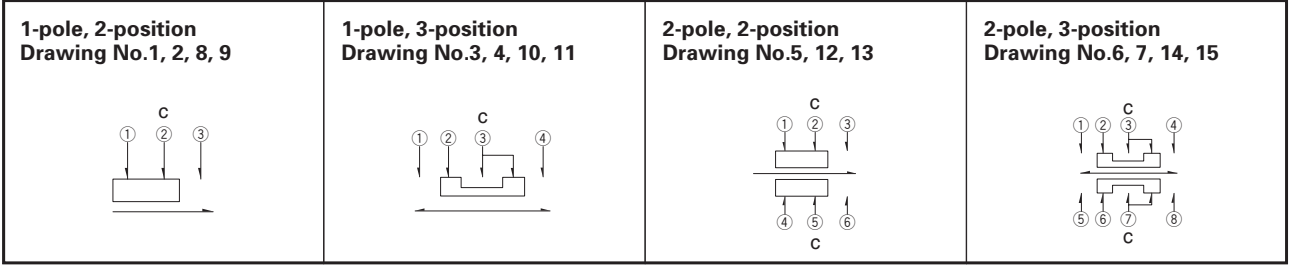 1-pole, 2-position
Drawing No.1, 2, 8, 9
C
① ② ③
1-pole, 3-position
Drawing No.3, 4, 10, 11
C
① ② ③ ④
2-pole, 2-position
Drawing No.5, 12, 13
C
① ② ③
④ ⑤ ⑥
C
2-pole, 3-position
Drawing No.6, 7, 14, 15
C
① ② ③ ④
⑤ ⑥ ⑦ ⑧
C